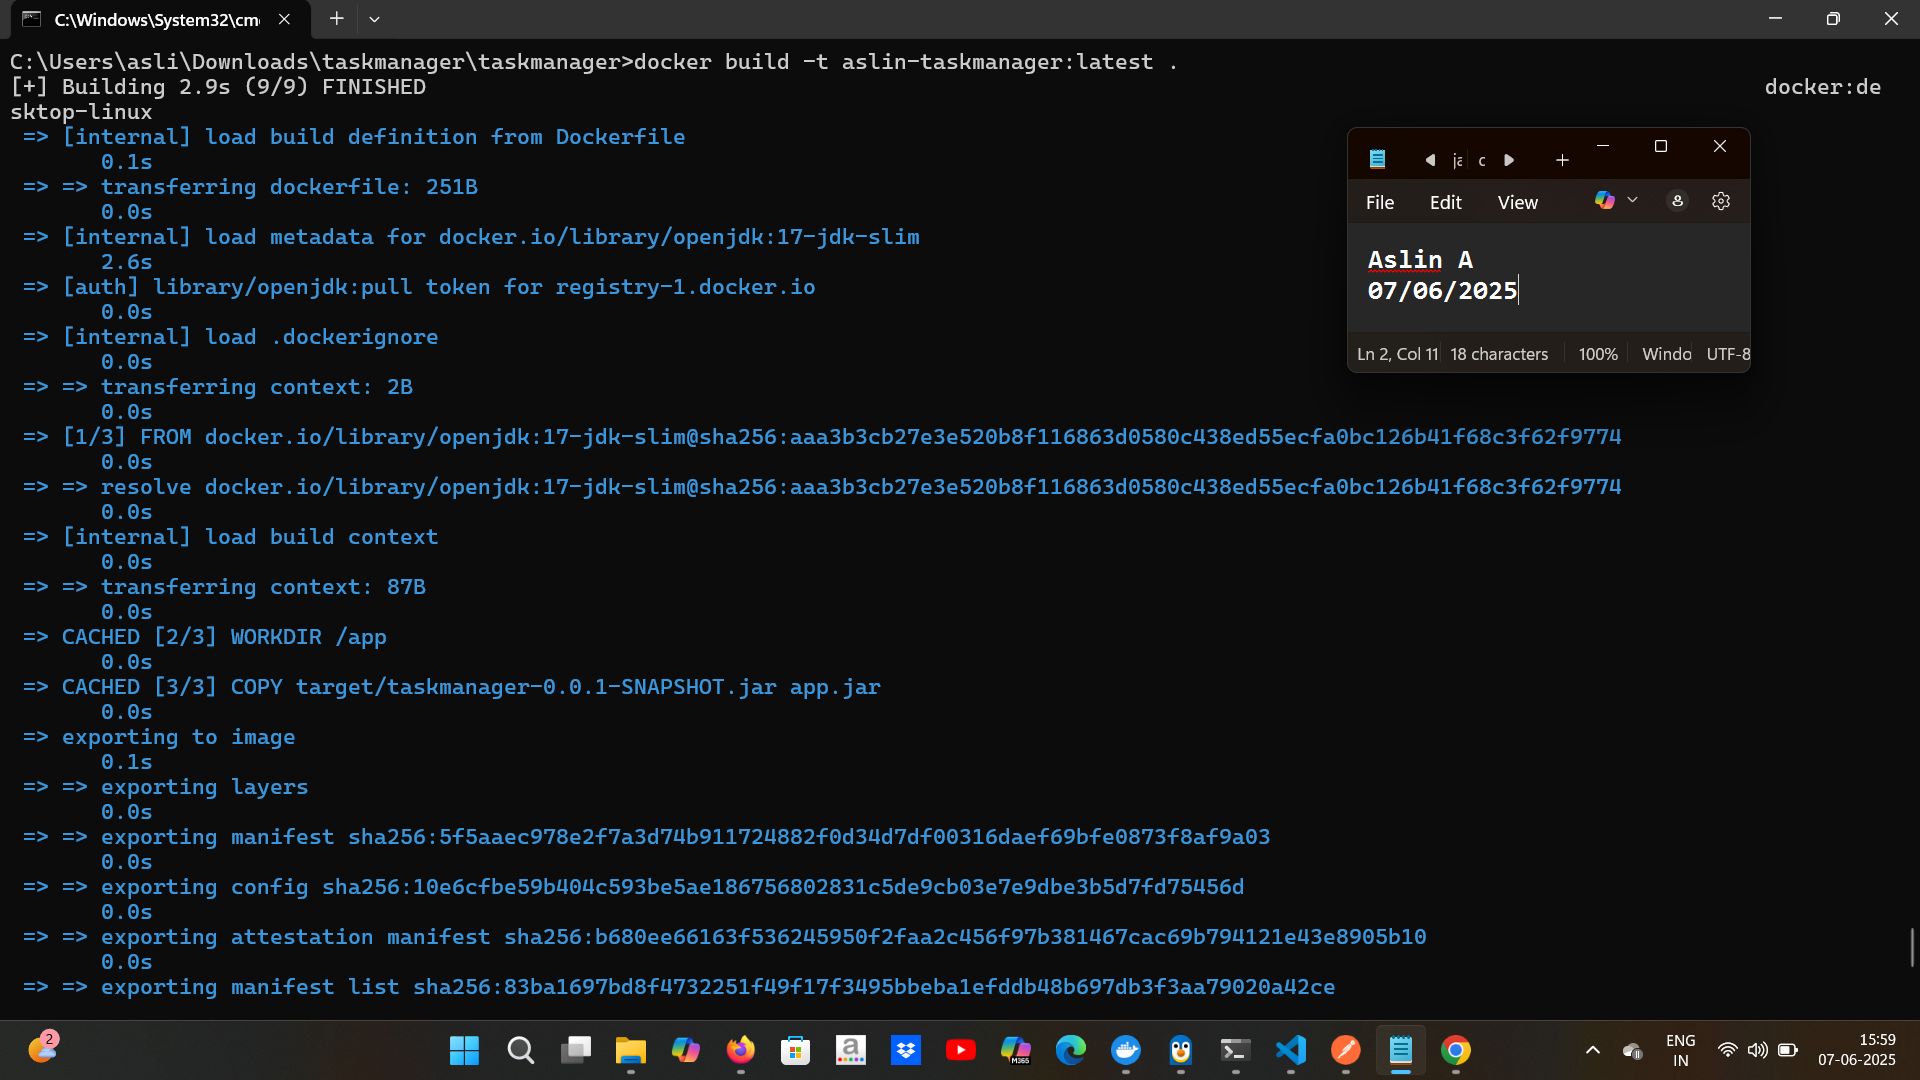 C:\Windows\System32\cm
C:\Users\asli\Downloads\taskmanager\taskmanager>docker build -t aslin-taskmanager:latest .
[+] Building 2.9s (9/9) FINISHED docker:de
sktop-linux
=> [internal] load build definition from Dockerfile
0.1s
=> => transferring dockerfile: 251B
0.0s
=> [internal] load metadata for docker.io/library/openjdk:17-jdk-slim
2.6s
=> [auth] library/openjdk:pull token for registry-1.docker.io
0.0s
=> [internal] load .dockerignore
0.0s
=> => transferring context: 2B
0.0s
=> [1/3] FROM docker.io/library/openjdk:17-jdk-slim@sha256:aaa3b3cb27e3e520b8f116863d0580c438ed55ecfa0bc126b41f68c3f62f9774
0.0s
=> => resolve docker.io/library/openjdk:17-jdk-slim@sha256:aaa3b3cb27e3e520b8f116863d0580c438ed55ecfa0bc126b41f68c3f62f9774
0.0s
=> [internal] load build context
0.0s
=> => transferring context: 87B
0.0s
=> CACHED [2/3] WORKDIR /app
0.0s
=> CACHED [3/3] COPY target/taskmanager-0.0.1-SNAPSHOT.jar app.jar
0.0s
=> exporting to image
0.1s
=> => exporting layers
0.0s
=> => exporting manifest sha256:5f5aaec978e2f7a3d74b911724882f0d34d7df00316daef69bfe0873f8af9a03
0.0s
=> => exporting config sha256:10e6cfbe59b404c593be5ae186756802831c5de9cb03e7e9dbe3b5d7fd75456d
0.0s
=> => exporting attestation manifest sha256:b680ee66163f536245950f2faa2c456f97b381467cac69b794121e43e8905b10
0.0s
=> => exporting manifest list sha256:83ba1697bd8f4732251f49f17f3495bbeba1efddb48b697db3f3aa79020a42ce
ja c
File Edit View
Aslin A
07/06/2025
Ln 2, Col 11 18 characters 100% Windo UTF-8
2
M365
ENG
IN
15:59
07-06-2025